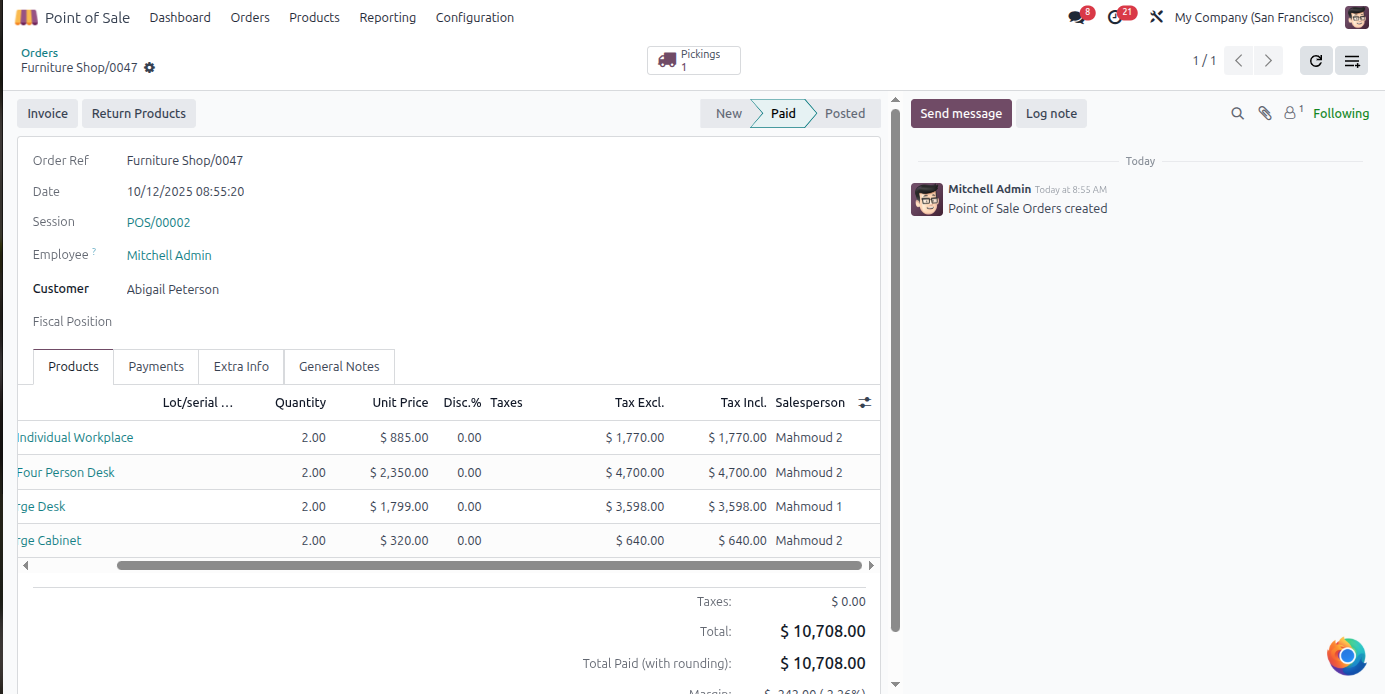 Point of Sale Dashboard Orders Products Reporting Configuration 8 21 My Company (San Francisco)
Orders
Furniture Shop/0047
Pickings
1
1 / 1
Invoice Return Products New Paid Posted
Send message Log note 1 Following
Order Ref Furniture Shop/0047
Date 10/12/2025 08:55:20
Session POS/00002
Employee ? Mitchell Admin
Customer Abigail Peterson
Fiscal Position
Today
Mitchell Admin Today at 8:55 AM
Point of Sale Orders created
Products Payments Extra Info General Notes
Lot/serial ... Quantity Unit Price Disc.% Taxes Tax Excl. Tax Incl. Salesperson
Individual Workplace 2.00 $ 885.00 0.00 $ 1,770.00 $ 1,770.00 Mahmoud 2
Four Person Desk 2.00 $ 2,350.00 0.00 $ 4,700.00 $ 4,700.00 Mahmoud 2
rge Desk 2.00 $ 1,799.00 0.00 $ 3,598.00 $ 3,598.00 Mahmoud 1
rge Cabinet 2.00 $ 320.00 0.00 $ 640.00 $ 640.00 Mahmoud 2
Taxes: $ 0.00
Total: $ 10,708.00
Total Paid (with rounding): $ 10,708.00
Margin: